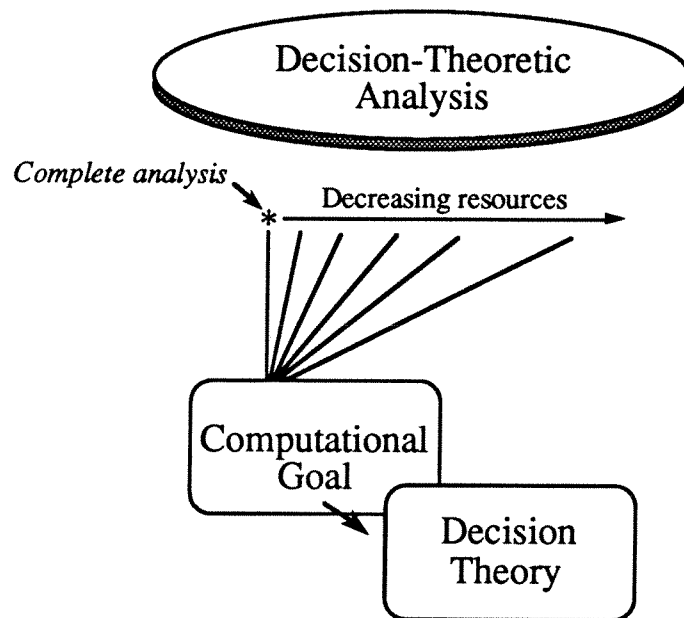 Decision-Theoretic
Analysis
Complete analysis
* Decreasing resources
Computational
Goal
Decision
Theory